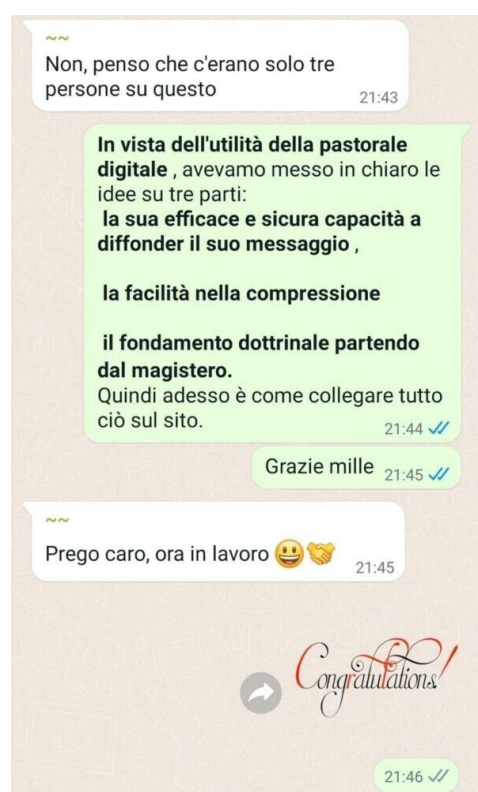 ~~
Non, penso che c'erano solo tre
persone su questo
21:43
In vista dell'utilità della pastorale
digitale , avevamo messo in chiaro le
idee su tre parti:
la sua efficace e sicura capacità a
diffonder il suo messaggio ,
la facilità nella compressione
il fondamento dottrinale partendo
dal magistero.
Quindi adesso è come collegare tutto
ciò sul sito.
21:44
Grazie mille 21:45
~~
Prego caro, ora in lavoro 😃🤝
21:45
Congratulations!
21:46